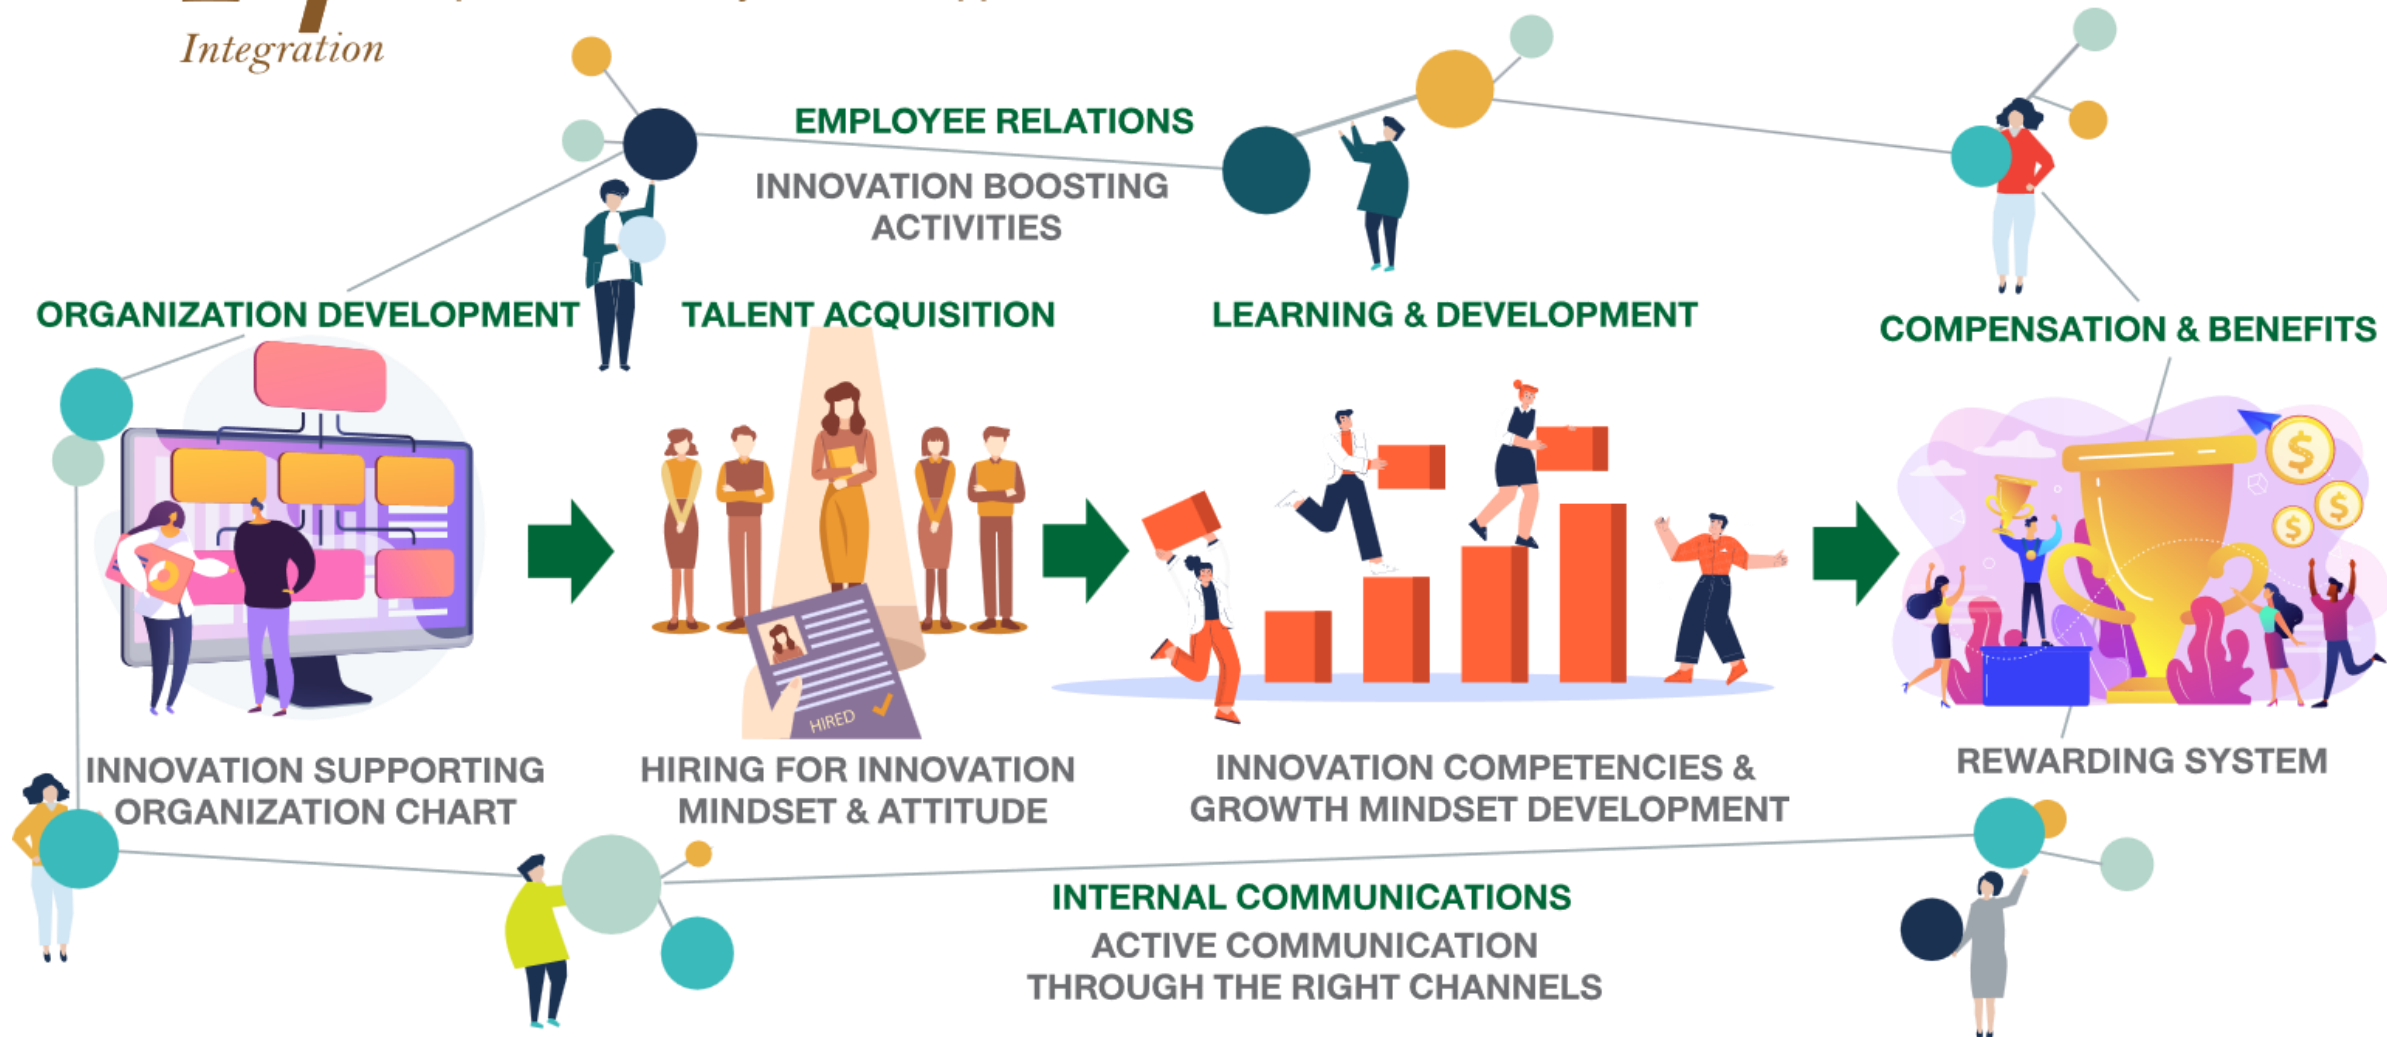 Integration
EMPLOYEE RELATIONS
INNOVATION BOOSTING
ACTIVITIES
ORGANIZATION DEVELOPMENT
TALENT ACQUISITION
LEARNING & DEVELOPMENT
COMPENSATION & BENEFITS
HIRED
INNOVATION SUPPORTING
ORGANIZATION CHART
HIRING FOR INNOVATION
MINDSET & ATTITUDE
INNOVATION COMPETENCIES &
GROWTH MINDSET DEVELOPMENT
REWARDING SYSTEM
INTERNAL COMMUNICATIONS
ACTIVE COMMUNICATION
THROUGH THE RIGHT CHANNELS